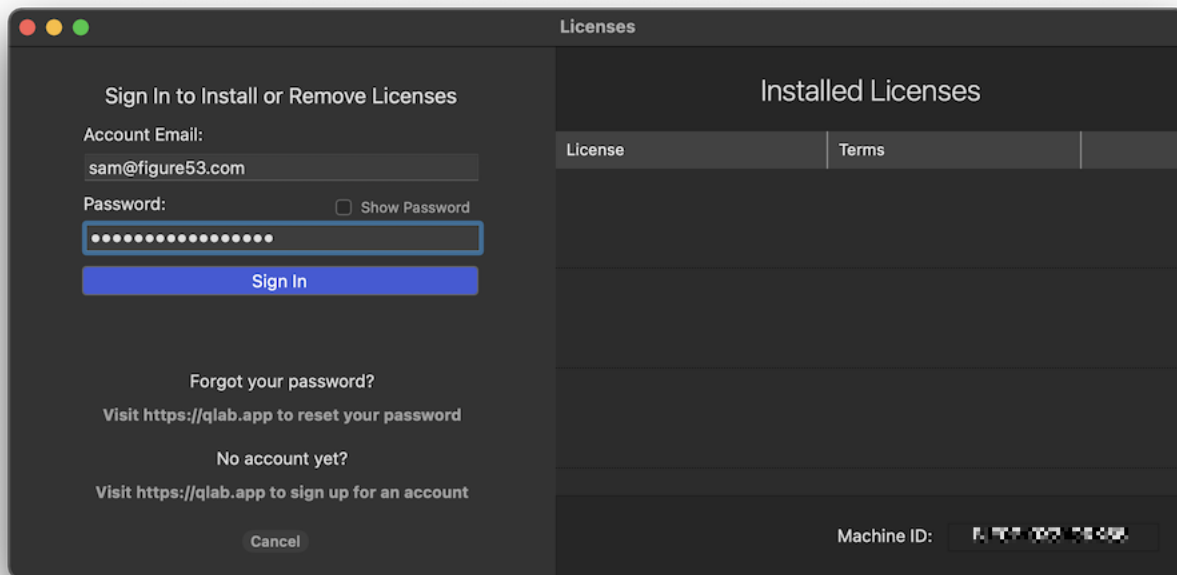 Licenses
Sign In to Install or Remove Licenses
Account Email:
sam@figure53.com
Password:
Show Password
Sign In
Forgot your password?
Visit https://qlab.app to reset your password
No account yet?
Visit https://qlab.app to sign up for an account
Cancel
Installed Licenses
License Terms
Machine ID: